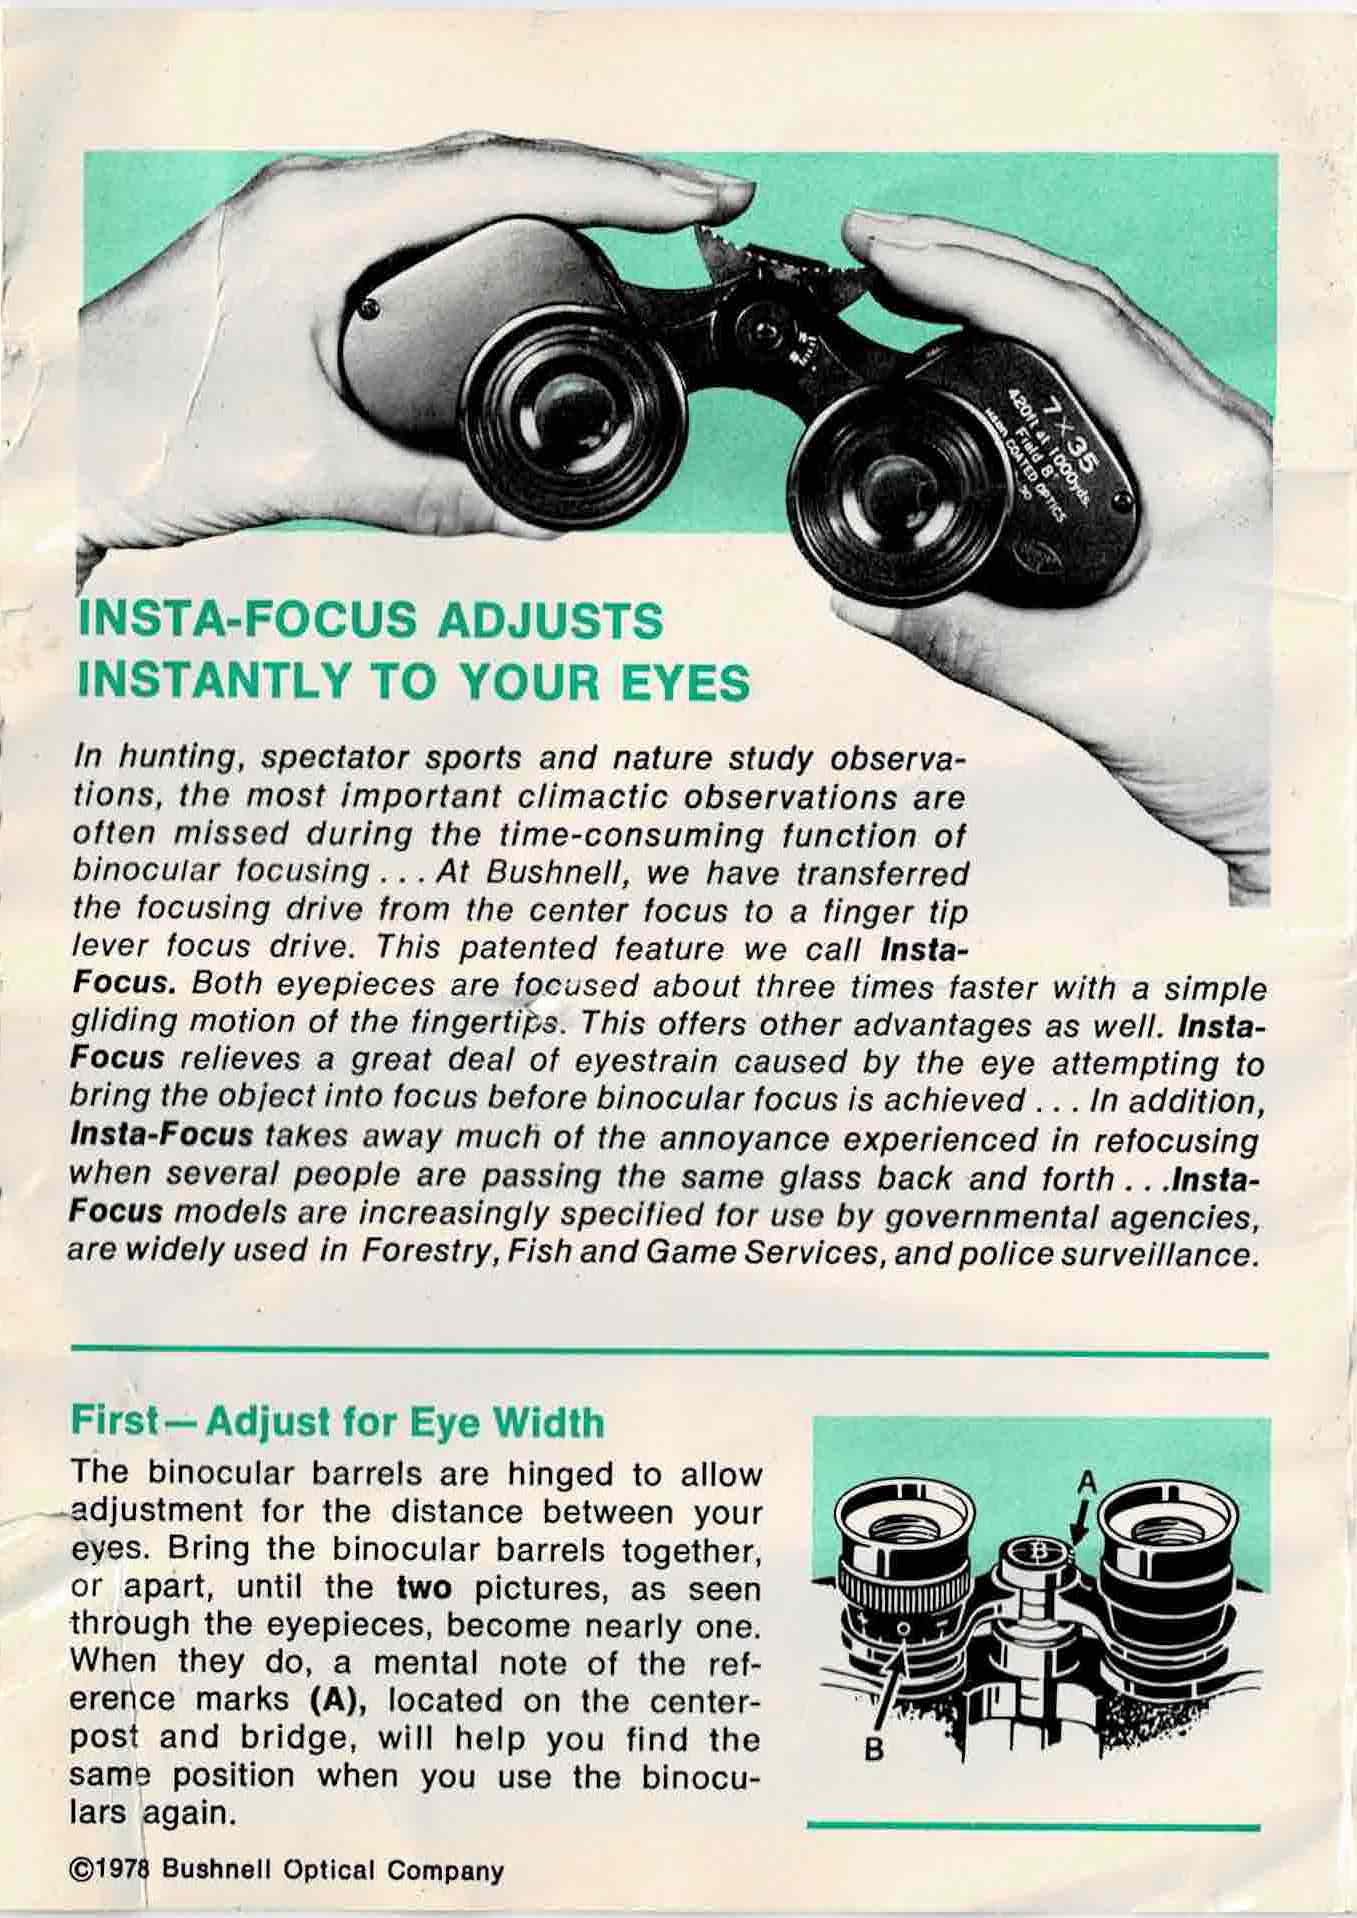 7 x 35
420ft at 1000yds.
Field 8°
COATED OPTICS
INSTA-FOCUS ADJUSTS
INSTANTLY TO YOUR EYES
In hunting, spectator sports and nature study observa-
tions, the most important climactic observations are
often missed during the time-consuming function of
binocular focusing . . . At Bushnell, we have transferred
the focusing drive from the center focus to a finger tip
lever focus drive. This patented feature we call Insta-
Focus. Both eyepieces are focused about three times faster with a simple
gliding motion of the fingertips. This offers other advantages as well. Insta-
Focus relieves a great deal of eyestrain caused by the eye attempting to
bring the object into focus before binocular focus is achieved . . . In addition,
Insta-Focus takes away much of the annoyance experienced in refocusing
when several people are passing the same glass back and forth . . .Insta-
Focus models are increasingly specified for use by governmental agencies,
are widely used in Forestry, Fish and Game Services, and police surveillance.
First—Adjust for Eye Width
The binocular barrels are hinged to allow
adjustment for the distance between your
eyes. Bring the binocular barrels together,
or apart, until the two pictures, as seen
through the eyepieces, become nearly one.
When they do, a mental note of the ref-
erence marks (A), located on the center-
post and bridge, will help you find the
same position when you use the binocu-
lars again.
©1978 Bushnell Optical Company
A
B
B